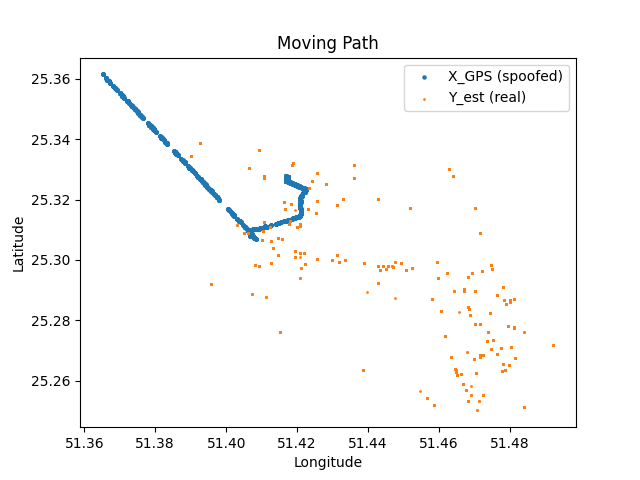 Moving Path
X_GPS (spoofed)
Y_est (real)
25.36
25.34
25.32
25.30
25.28
25.26
Latitude
51.36 51.38 51.40 51.42 51.44 51.46 51.48
Longitude